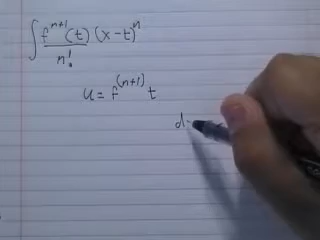 ∫ f^{n+1}(t) (x-t)^n / n!
u = f^{(n+1)} t
d